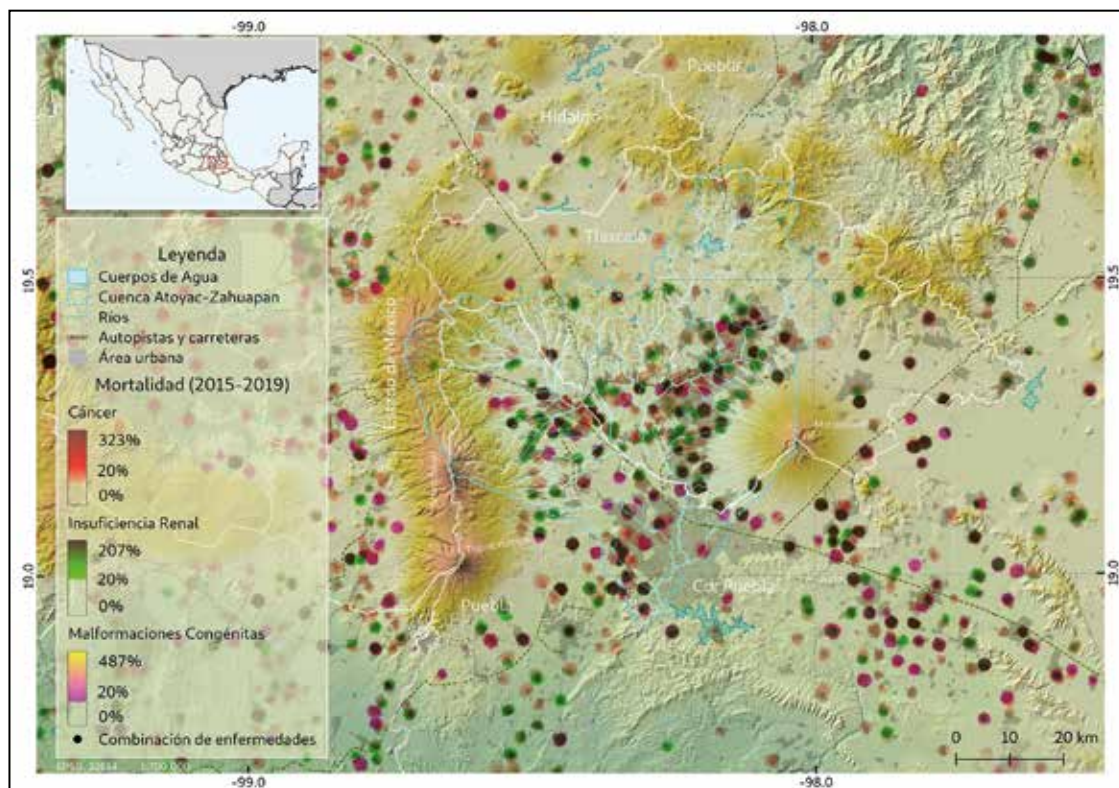 -99.0
-98.0
Puebla
Hidalgo
Tlaxcala
19.5
19.5
Estado de México
Leyenda
Cuerpos de Agua
Cuenca Atoyac-Zahuapan
Ríos
Autopistas y carreteras
Área urbana
Mortalidad (2015-2019)
Cáncer
323%
20%
0%
Insuficiencia Renal
207%
20%
0%
Malformaciones Congénitas
487%
20%
0%
Combinación de enfermedades
19.0
19.0
Puebla
Cd. Puebla
0 10 20 km
1:700 000
-99.0
-98.0